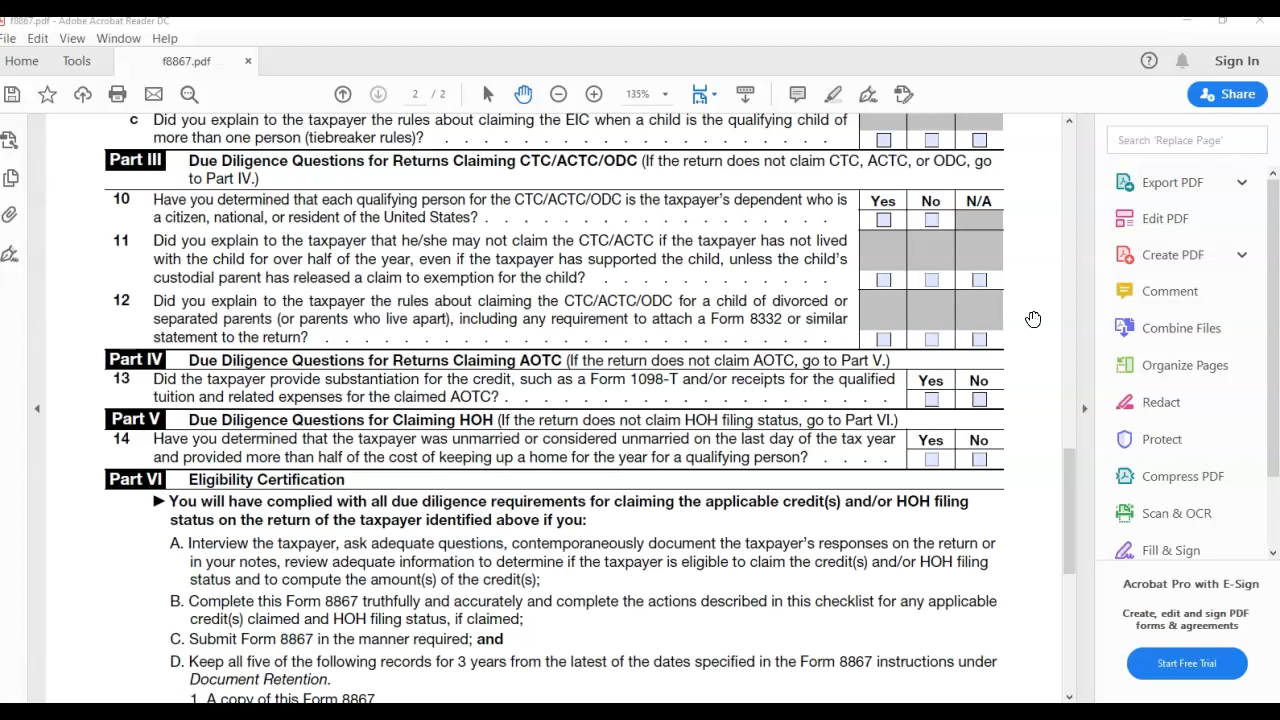 f8867.pdf - Adobe Acrobat Reader DC
File Edit View Window Help
Home Tools f8867.pdf × Sign In
2 / 2 135% Share
c Did you explain to the taxpayer the rules about claiming the EIC when a child is the qualifying child of
more than one person (tiebreaker rules)? . . . . . . . . . . . . . . . . .
Part III Due Diligence Questions for Returns Claiming CTC/ACTC/ODC (If the return does not claim CTC, ACTC, or ODC, go
to Part IV.)
10 Have you determined that each qualifying person for the CTC/ACTC/ODC is the taxpayer's dependent who is Yes No N/A
a citizen, national, or resident of the United States? . . . . . . . . . . . . . . .
11 Did you explain to the taxpayer that he/she may not claim the CTC/ACTC if the taxpayer has not lived
with the child for over half of the year, even if the taxpayer has supported the child, unless the child's
custodial parent has released a claim to exemption for the child? . . . . . . . . . . .
12 Did you explain to the taxpayer the rules about claiming the CTC/ACTC/ODC for a child of divorced or
separated parents (or parents who live apart), including any requirement to attach a Form 8332 or similar
statement to the return? . . . . . . . . . . . . . . . . . . . . . .
Part IV Due Diligence Questions for Returns Claiming AOTC (If the return does not claim AOTC, go to Part V.)
13 Did the taxpayer provide substantiation for the credit, such as a Form 1098-T and/or receipts for the qualified Yes No
tuition and related expenses for the claimed AOTC? . . . . . . . . . . . . . . . . .
Part V Due Diligence Questions for Claiming HOH (If the return does not claim HOH filing status, go to Part VI.)
14 Have you determined that the taxpayer was unmarried or considered unmarried on the last day of the tax year Yes No
and provided more than half of the cost of keeping up a home for the year for a qualifying person? . . . .
Part VI Eligibility Certification
▶ You will have complied with all due diligence requirements for claiming the applicable credit(s) and/or HOH filing
status on the return of the taxpayer identified above if you:
A. Interview the taxpayer, ask adequate questions, contemporaneously document the taxpayer's responses on the return or
in your notes, review adequate information to determine if the taxpayer is eligible to claim the credit(s) and/or HOH filing
status and to compute the amount(s) of the credit(s);
B. Complete this Form 8867 truthfully and accurately and complete the actions described in this checklist for any applicable
credit(s) claimed and HOH filing status, if claimed;
C. Submit Form 8867 in the manner required; and
D. Keep all five of the following records for 3 years from the latest of the dates specified in the Form 8867 instructions under
Document Retention.
1. A copy of this Form 8867.
Search 'Replace Page'
Export PDF
Edit PDF
Create PDF
Comment
Combine Files
Organize Pages
Redact
Protect
Compress PDF
Scan & OCR
Fill & Sign
Acrobat Pro with E-Sign
Create, edit and sign PDF
forms & agreements
Start Free Trial